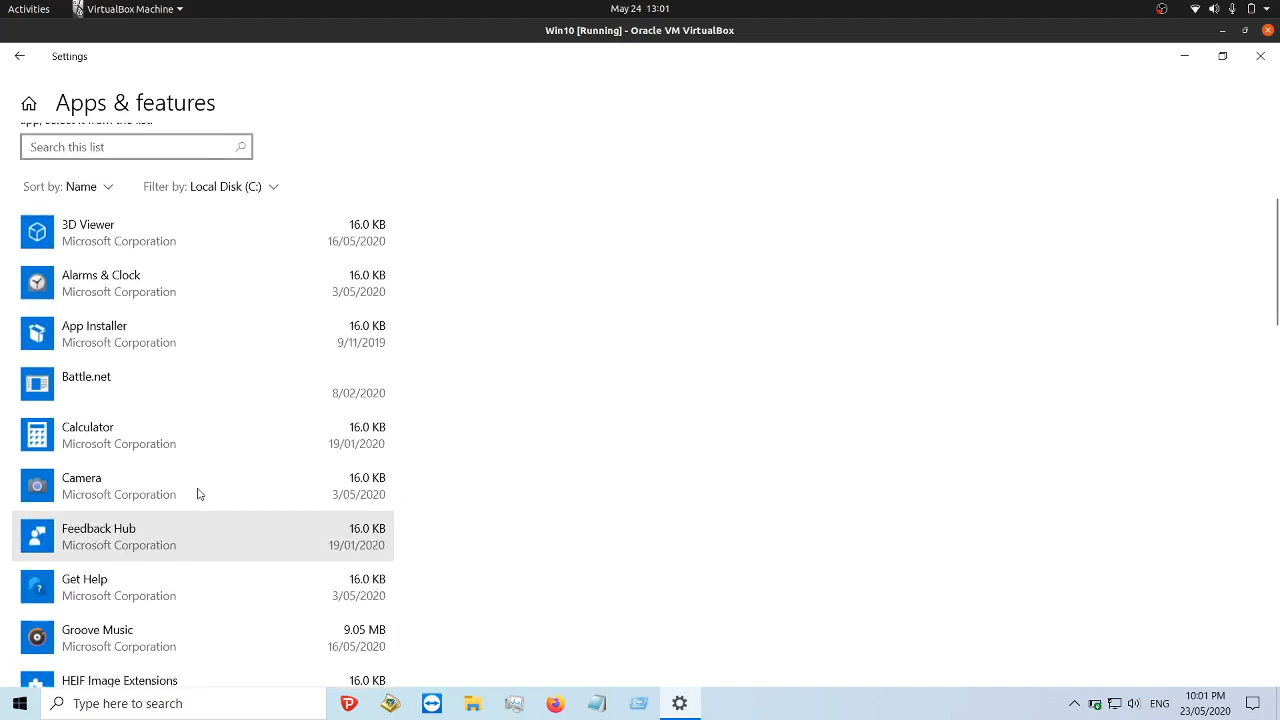 Activities
VirtualBox Machine
May 24 13:01
Win10 [Running] - Oracle VM VirtualBox
Settings
Apps & features
app, select it from the list.
Search this list
Sort by: Name
Filter by: Local Disk (C:)
3D Viewer 16.0 KB
Microsoft Corporation 16/05/2020
Alarms & Clock 16.0 KB
Microsoft Corporation 3/05/2020
App Installer 16.0 KB
Microsoft Corporation 9/11/2019
Battle.net
8/02/2020
Calculator 16.0 KB
Microsoft Corporation 19/01/2020
Camera 16.0 KB
Microsoft Corporation 3/05/2020
Feedback Hub 16.0 KB
Microsoft Corporation 19/01/2020
Get Help 16.0 KB
Microsoft Corporation 3/05/2020
Groove Music 9.05 MB
Microsoft Corporation 16/05/2020
HEIF Image Extensions 16.0 KB
Type here to search
ENG
10:01 PM
23/05/2020